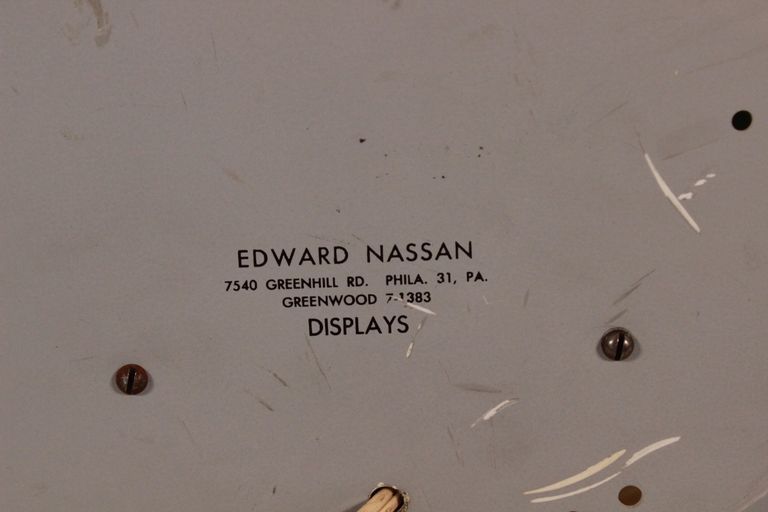 EDWARD NASSAN
7540 GREENHILL RD. PHILA. 31, PA.
GREENWOOD 7-1383
DISPLAYS